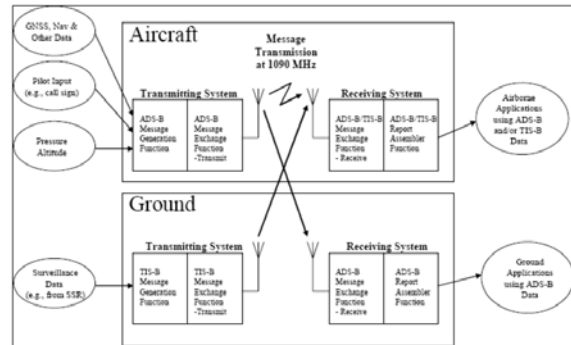 GNSS, Nav &
Other Data
Pilot Input
(e.g., call sign)
Pressure
Altitude
Aircraft
Message
Transmission
at 1090 MHz
Transmitting System
ADS-B
Message
Generation
Function
ADS-B
Message
Exchange
Function
-Transmit
Receiving System
ADS-B/TIS-B
Message
Exchange
Function
- Receive
ADS-B/TIS-B
Report
Assembler
Function
Airborne
Applications
using ADS-B
and/or TIS-B
Data
Ground
Surveillance
Data
(e.g., from SSR)
Transmitting System
TIS-B
Message
Generation
Function
TIS-B
Message
Exchange
Function
-Transmit
Receiving System
ADS-B
Message
Exchange
Function
- Receive
ADS-B
Report
Assembler
Function
Ground
Applications
using ADS-B
Data